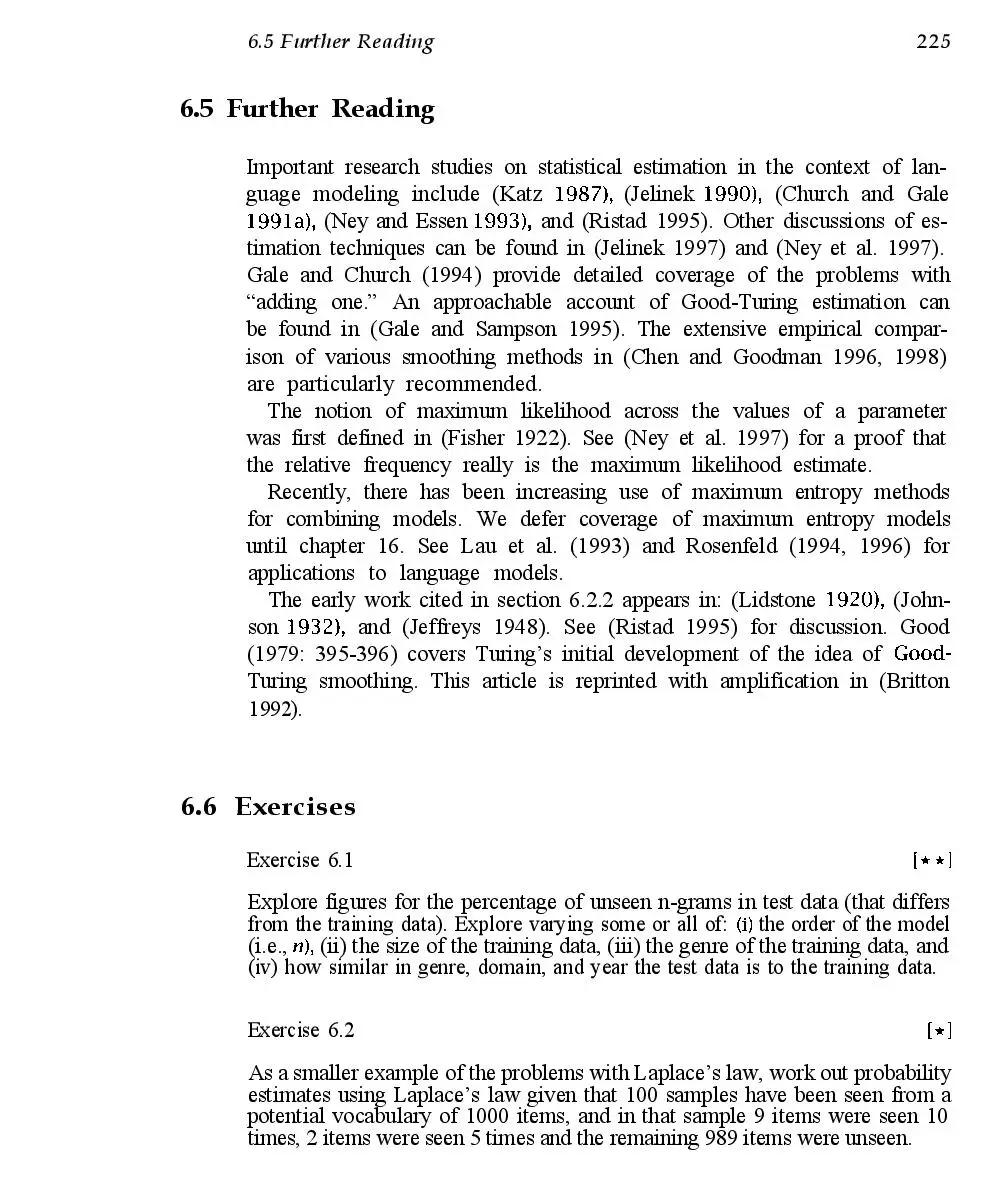 6.5 Further Reading 225
6.5 Further Reading
Important research studies on statistical estimation in the context of lan-
guage modeling include (Katz 1987), (Jelinek 1990), (Church and Gale
1991a), (Ney and Essen 1993), and (Ristad 1995). Other discussions of es-
timation techniques can be found in (Jelinek 1997) and (Ney et al. 1997).
Gale and Church (1994) provide detailed coverage of the problems with
“adding one.” An approachable account of Good-Turing estimation can
be found in (Gale and Sampson 1995). The extensive empirical compar-
ison of various smoothing methods in (Chen and Goodman 1996, 1998)
are particularly recommended.
The notion of maximum likelihood across the values of a parameter
was first defined in (Fisher 1922). See (Ney et al. 1997) for a proof that
the relative frequency really is the maximum likelihood estimate.
Recently, there has been increasing use of maximum entropy methods
for combining models. We defer coverage of maximum entropy models
until chapter 16. See Lau et al. (1993) and Rosenfeld (1994, 1996) for
applications to language models.
The early work cited in section 6.2.2 appears in: (Lidstone 1920), (John-
son 1932), and (Jeffreys 1948). See (Ristad 1995) for discussion. Good
(1979: 395-396) covers Turing’s initial development of the idea of Good-
Turing smoothing. This article is reprinted with amplification in (Britton
1992).
6.6 Exercises
Exercise 6.1 [⋆⋆]
Explore figures for the percentage of unseen n-grams in test data (that differs
from the training data). Explore varying some or all of: (i) the order of the model
(i.e., n), (ii) the size of the training data, (iii) the genre of the training data, and
(iv) how similar in genre, domain, and year the test data is to the training data.
Exercise 6.2 [⋆]
As a smaller example of the problems with Laplace’s law, work out probability
estimates using Laplace’s law given that 100 samples have been seen from a
potential vocabulary of 1000 items, and in that sample 9 items were seen 10
times, 2 items were seen 5 times and the remaining 989 items were unseen.